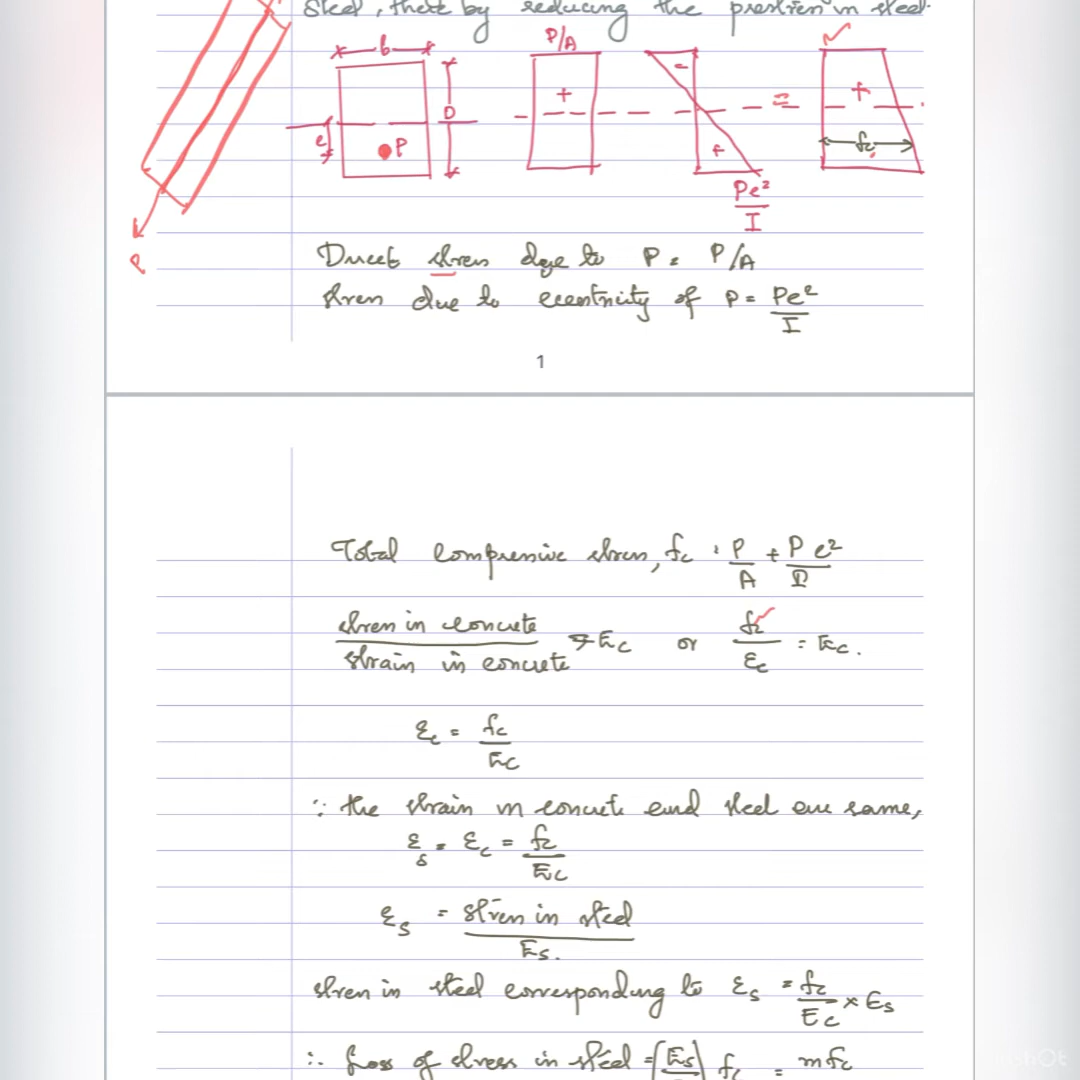 steel, there by reducing the prestress in steel.
b
P/A
+
-
=
+
D
e
P
fc
+
Pe²/I
P
Direct stress due to P = P/A
stress due to eccentricity of P = Pe²/I
1
Total compressive stress, fc = P/A + Pe²/I
stress in concrete / strain in concrete = Ec or fc/εc = Ec.
εc = fc/Ec
∵ the strain in concrete and steel are same,
εs = εc = fc/Ec
εs = stress in steel / Es.
stress in steel corresponding to εs = fc/Ec × Es
∴ Loss of stress in steel = (Es/ fc = mfc